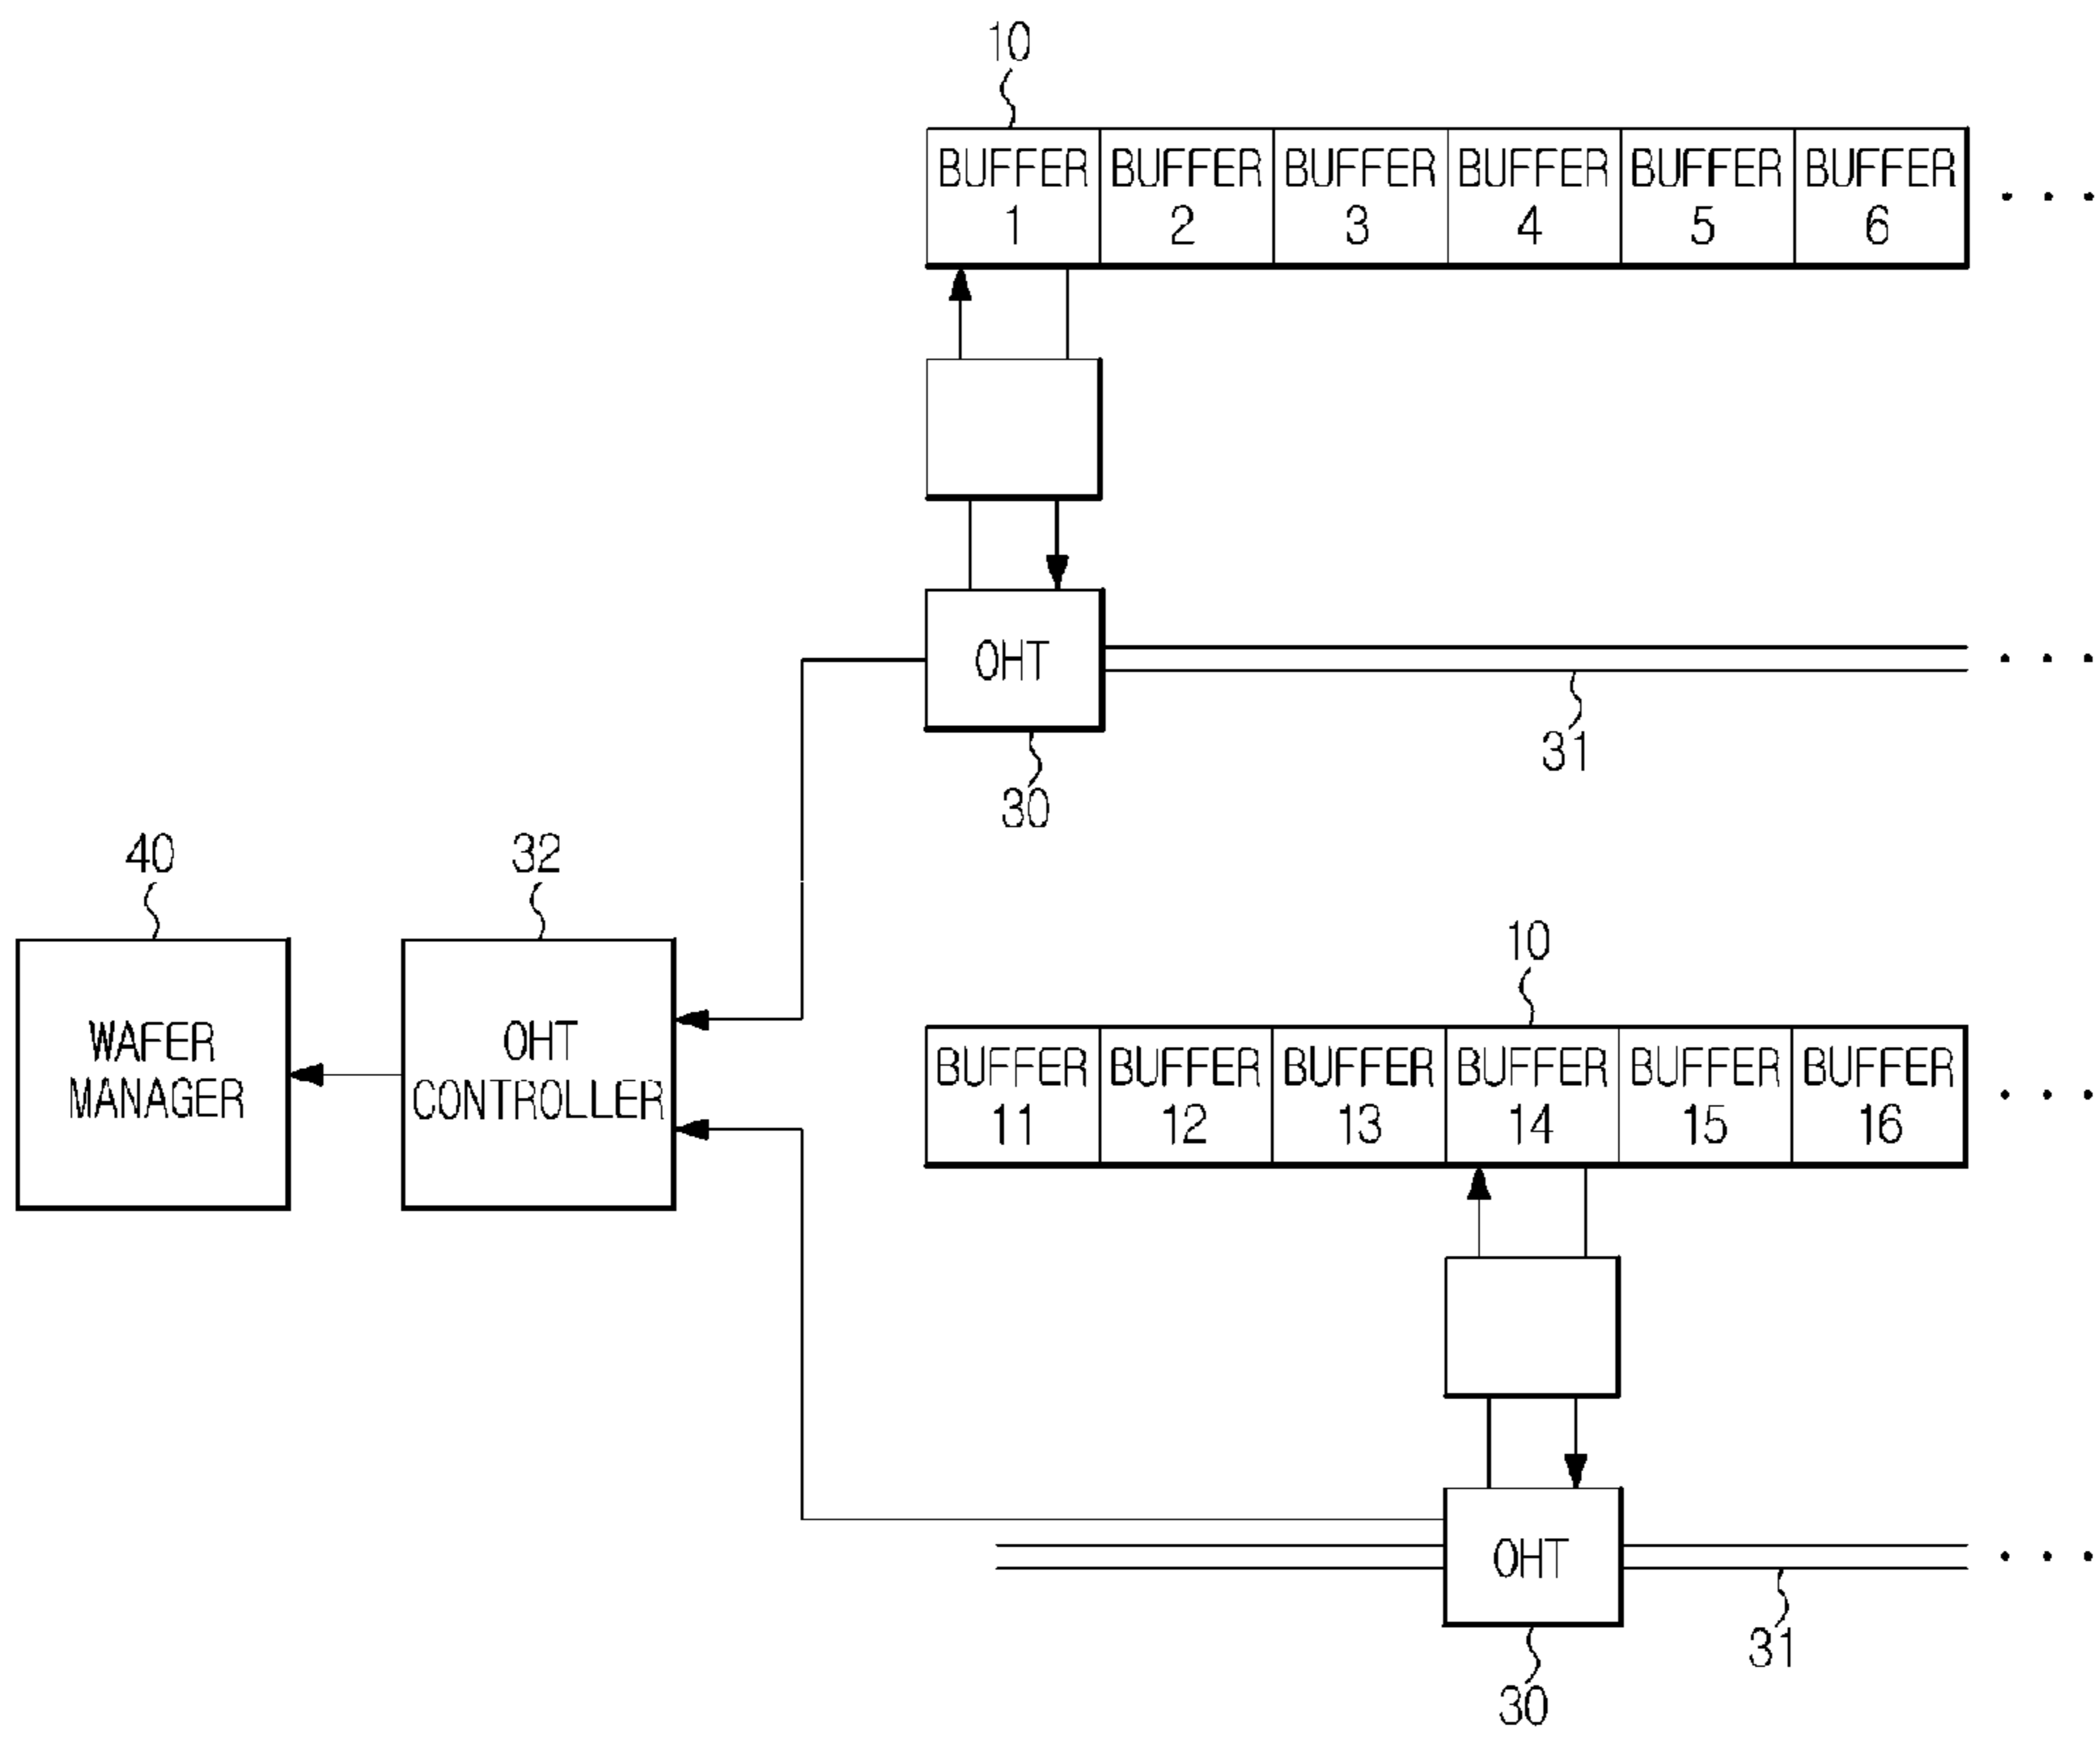 10
BUFFER 1 BUFFER 2 BUFFER 3 BUFFER 4 BUFFER 5 BUFFER 6 . . .
OHT . . .
31
30
40 32
WAFER MANAGER
OHT CONTROLLER
10
BUFFER 11 BUFFER 12 BUFFER 13 BUFFER 14 BUFFER 15 BUFFER 16 . . .
OHT . . .
31
30